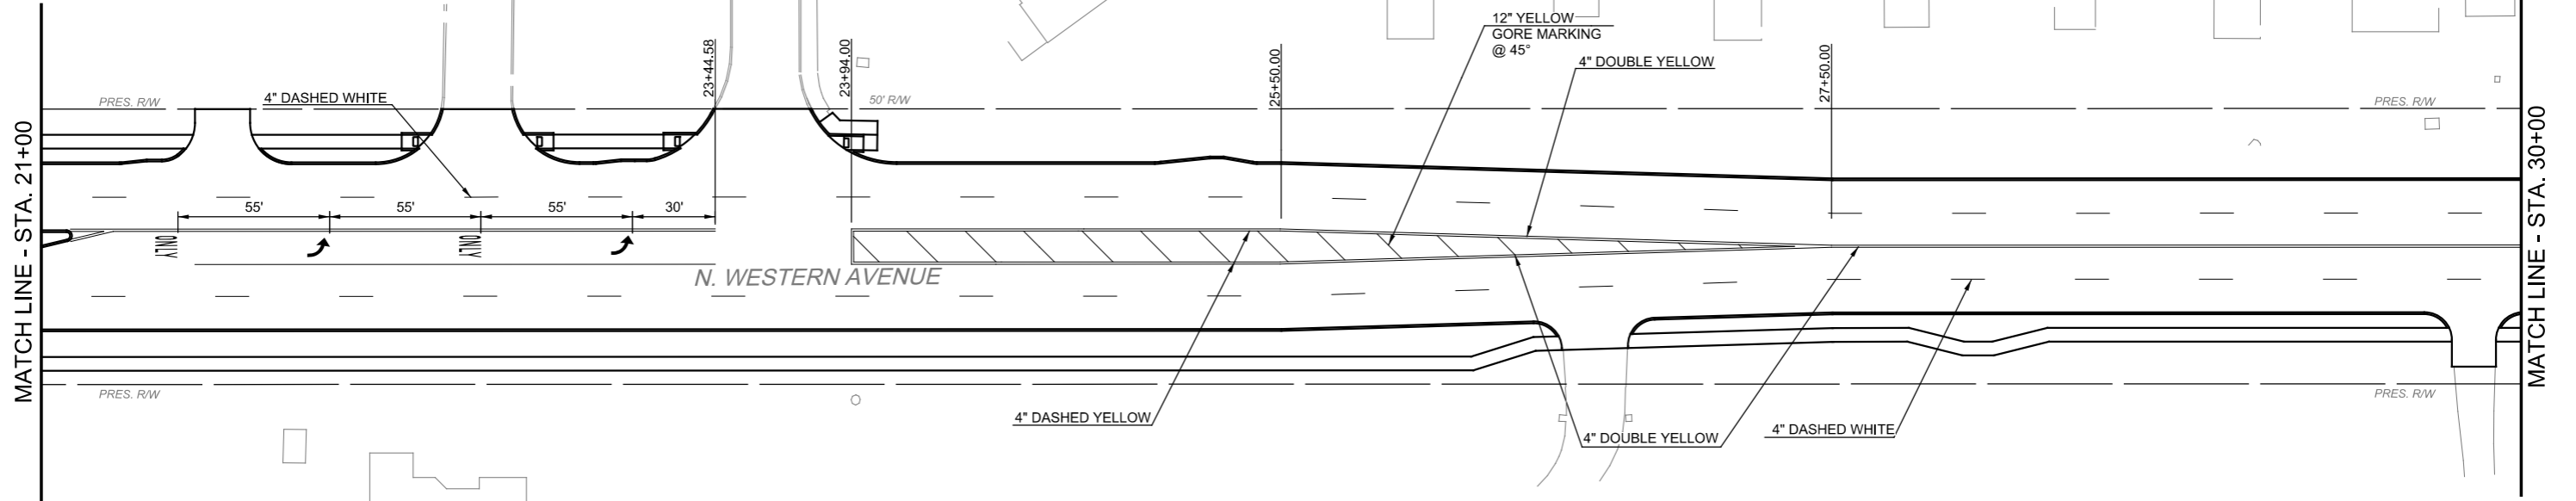 MATCH LINE - STA. 21+00
PRES. R/W
4" DASHED WHITE
23+44.58
23+94.00
50' R/W
25+50.00
12" YELLOW
GORE MARKING
@ 45°
4" DOUBLE YELLOW
27+50.00
PRES. R/W
MATCH LINE - STA. 30+00
55'
55'
55'
30'
ONLY
ONLY
N. WESTERN AVENUE
PRES. R/W
4" DASHED YELLOW
4" DOUBLE YELLOW
4" DASHED WHITE
PRES. R/W